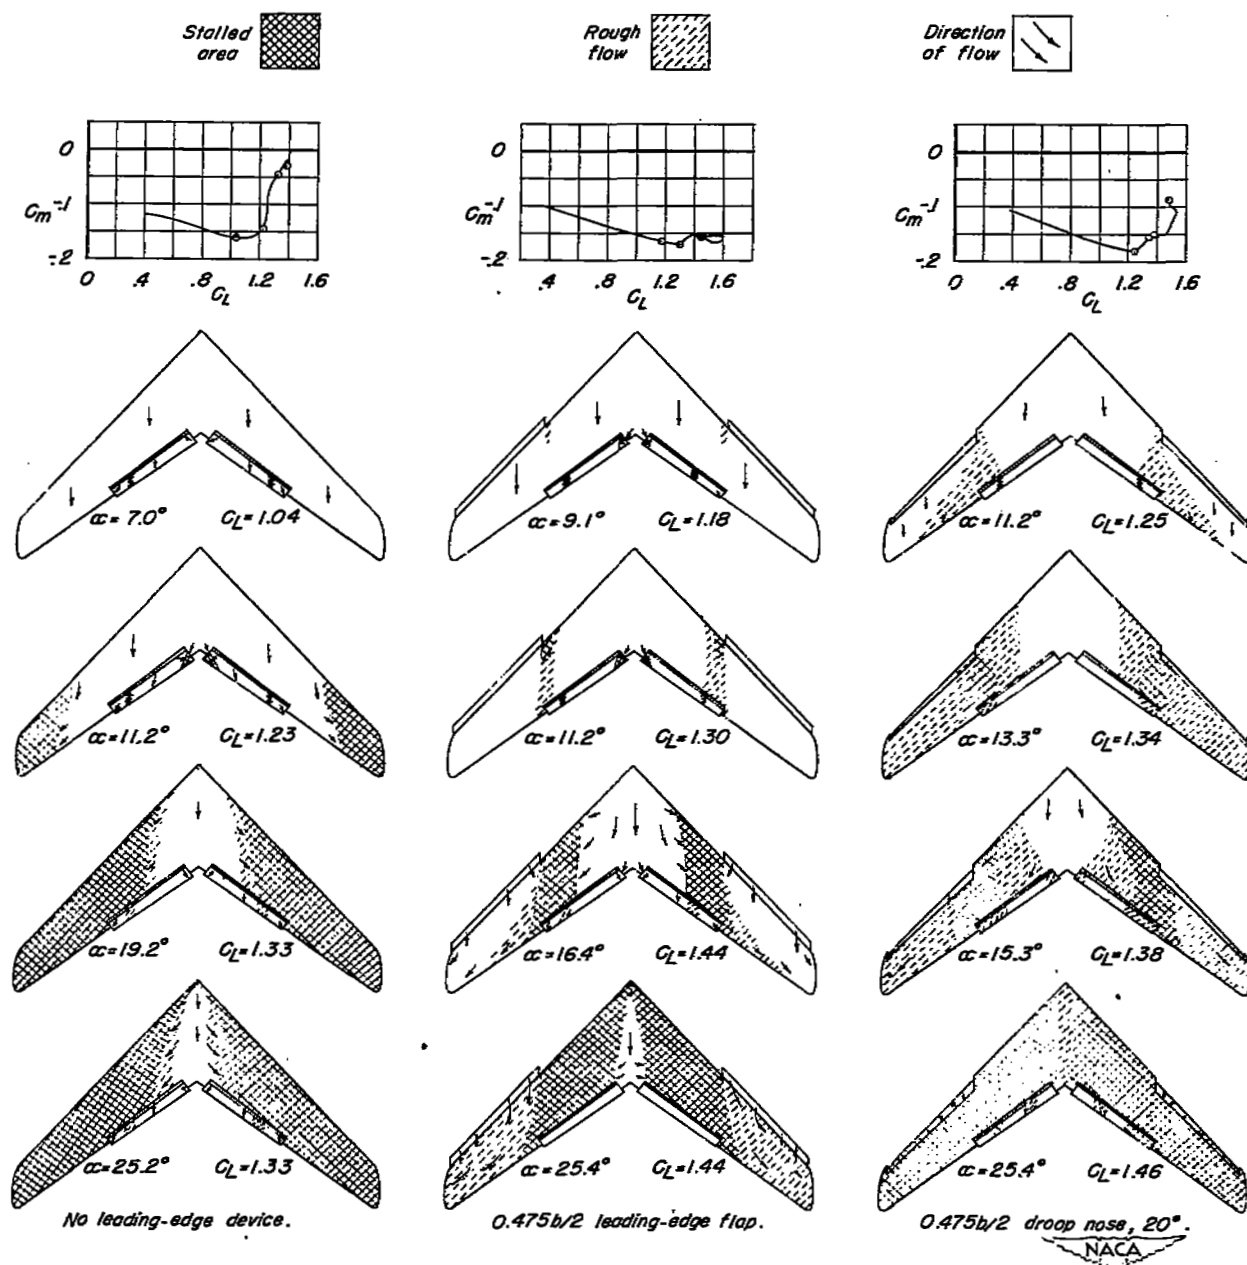 Stalled area
Rough flow
Direction of flow
0
Cm -.1
-.2
0 .4 .8 1.2 1.6
CL
0
Cm -.1
-.2
.4 .8 1.2 1.6
CL
0
Cm -.1
-.2
0 .4 .8 1.2 1.6
CL
α=7.0° CL=1.04
α=9.1° CL=1.18
α=11.2° CL=1.25
α=11.2° CL=1.23
α=11.2° CL=1.30
α=13.3° CL=1.34
α=19.2° CL=1.33
α=16.4° CL=1.44
α=15.3° CL=1.38
α=25.2° CL=1.33
α=25.4° CL=1.44
α=25.4° CL=1.46
No leading-edge device.
0.475b/2 leading-edge flap.
0.475b/2 droop nose, 20°.
NACA